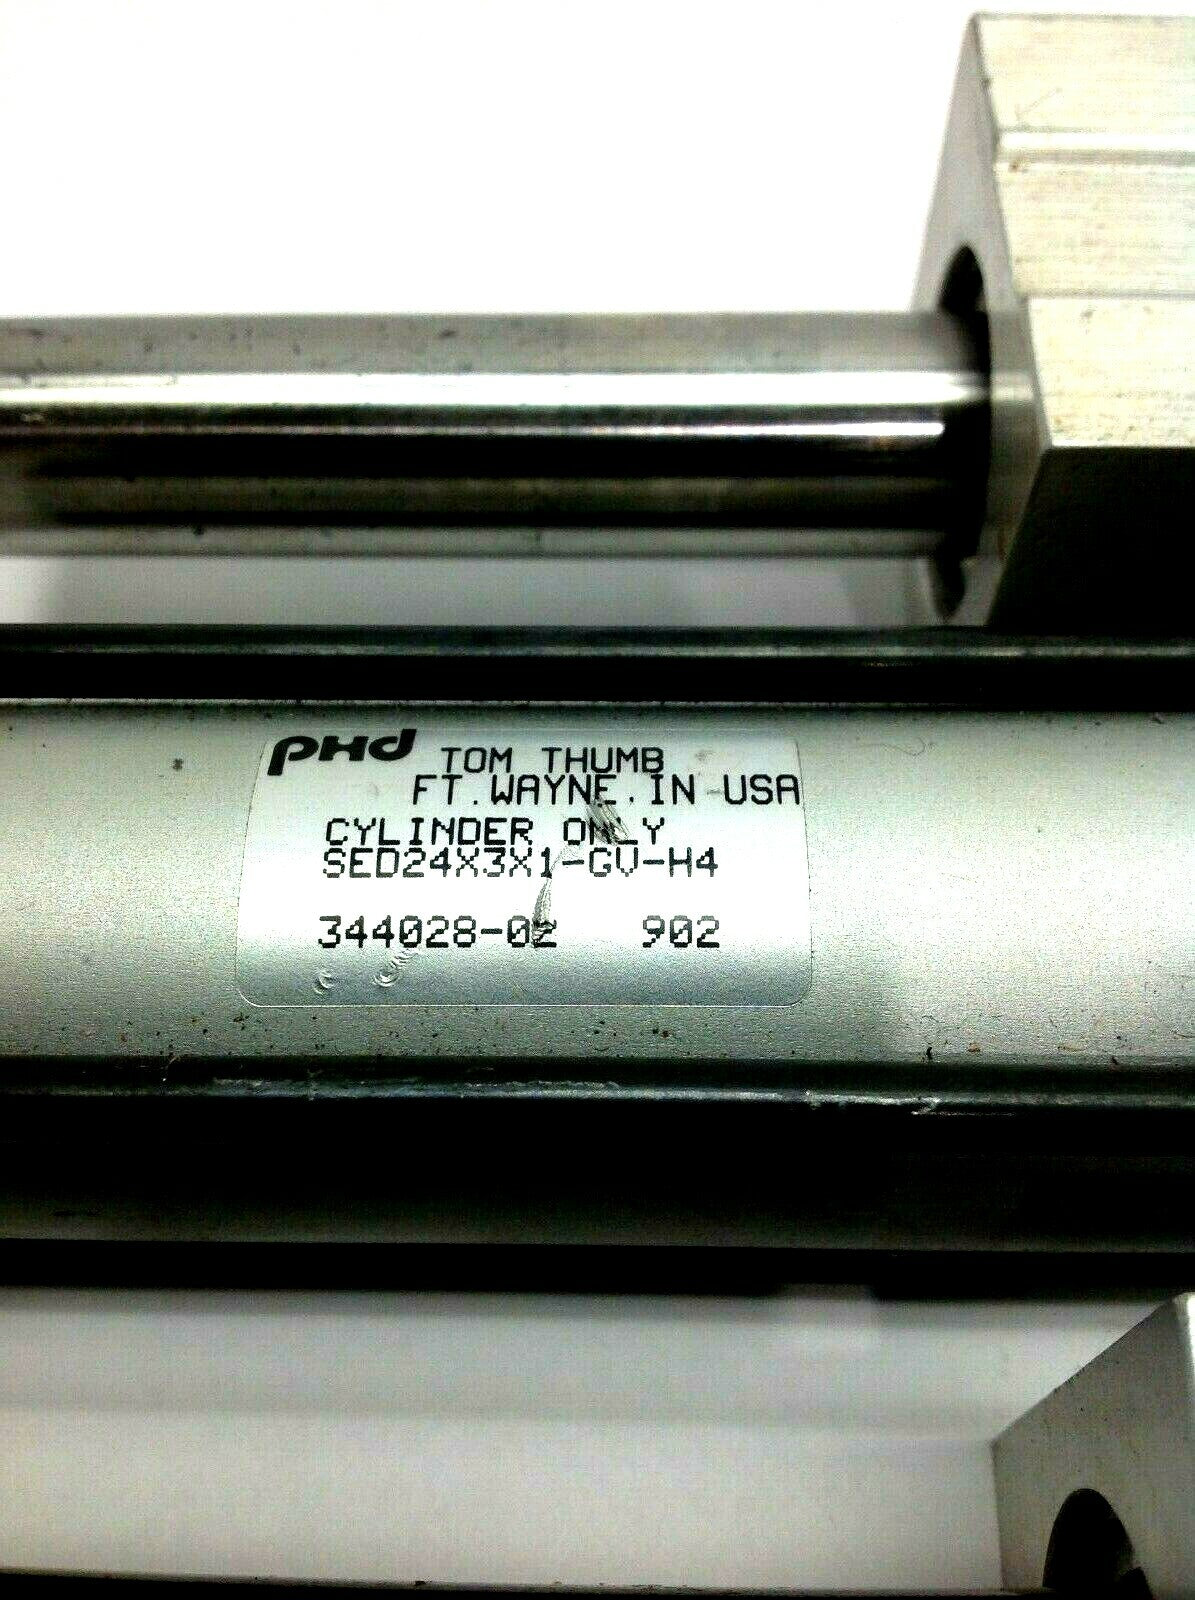 PHD TOM THUMB
FT. WAYNE, IN USA
CYLINDER ONLY
SED24X3X1-GV-H4
344028-02 902